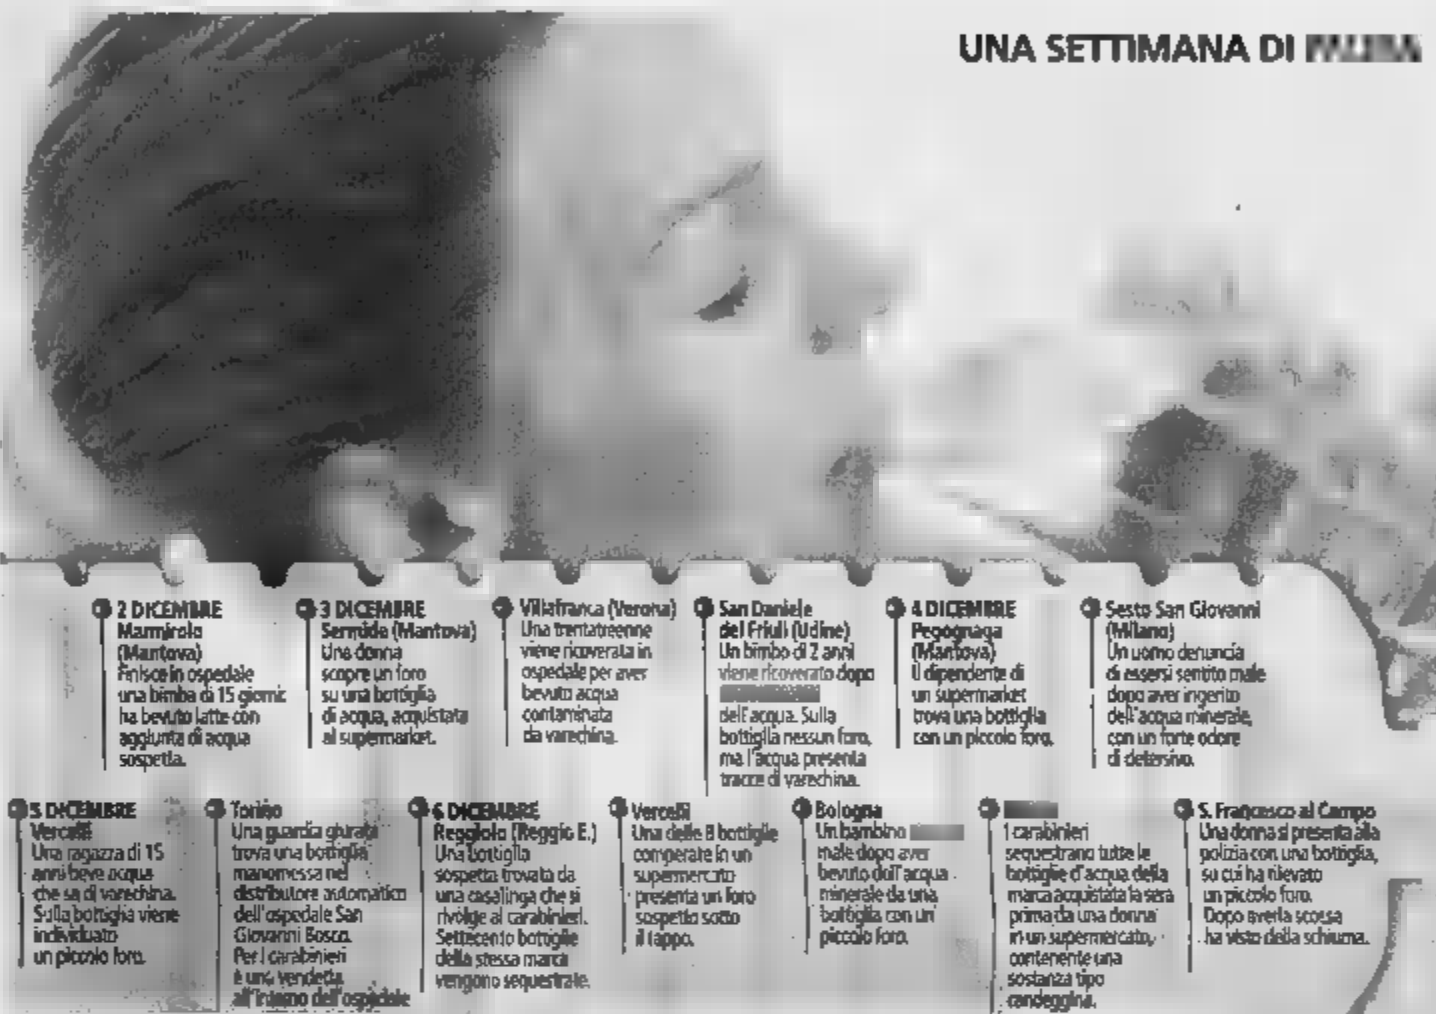 UNA SETTIMANA DI
2 DICEMBRE
Marmirolo
(Mantova)
Finisce in ospedale
una bimba di 15 giorni:
ha bevuto latte con
aggiunta di acqua
sospetta.
3 DICEMBRE
Sermide (Mantova)
Una donna
scopre un foro
su una bottiglia
di acqua, acquistata
al supermarket.
Villafranca (Verona)
Una trentatreenne
viene ricoverata in
ospedale per aver
bevuto acqua
contaminata
da varechina.
San Daniele
del Friuli (Udine)
Un bimbo di 2 anni
viene ricoverato dopo
dell'acqua. Sulla
bottiglia nessun foro,
ma l'acqua presenta
tracce di varechina.
4 DICEMBRE
Pegognaga
(Mantova)
Il dipendente di
un supermarket
trova una bottiglia
con un piccolo foro.
Sesto San Giovanni
(Milano)
Un uomo denuncia
di essersi sentito male
dopo aver ingerito
dell'acqua minerale,
con un forte odore
di detersivo.
5 DICEMBRE
Vercelli
Una ragazza di 15
anni beve acqua
che sa di varechina.
Sulla bottiglia viene
individuato
un piccolo foro.
Torino
Una guardia giurata
trova una bottiglia
manomessa nel
distributore automatico
dell'ospedale San
Giovanni Bosco.
Per i carabinieri
è una vendetta
all'interno dell'ospedale
6 DICEMBRE
Reggiolo (Reggio E.)
Una bottiglia
sospetta trovata da
una casalinga che si
rivolge ai carabinieri.
Settecento bottiglie
della stessa marca
vengono sequestrate.
Vercelli
Una delle 8 bottiglie
comperate in un
supermercato
presenta un foro
sospetto sotto
il tappo.
Bologna
Un bambino
male dopo aver
bevuto dell'acqua
minerale da una
bottiglia con un
piccolo foro.
I carabinieri
sequestrano tutte le
bottiglie d'acqua della
marca acquistata la sera
prima da una donna
in un supermercato,
contenente una
sostanza tipo
candeggina.
S. Francesco al Campo
Una donna si presenta alla
polizia con una bottiglia,
su cui ha rilevato
un piccolo foro.
Dopo averla scossa
ha visto della schiuma.